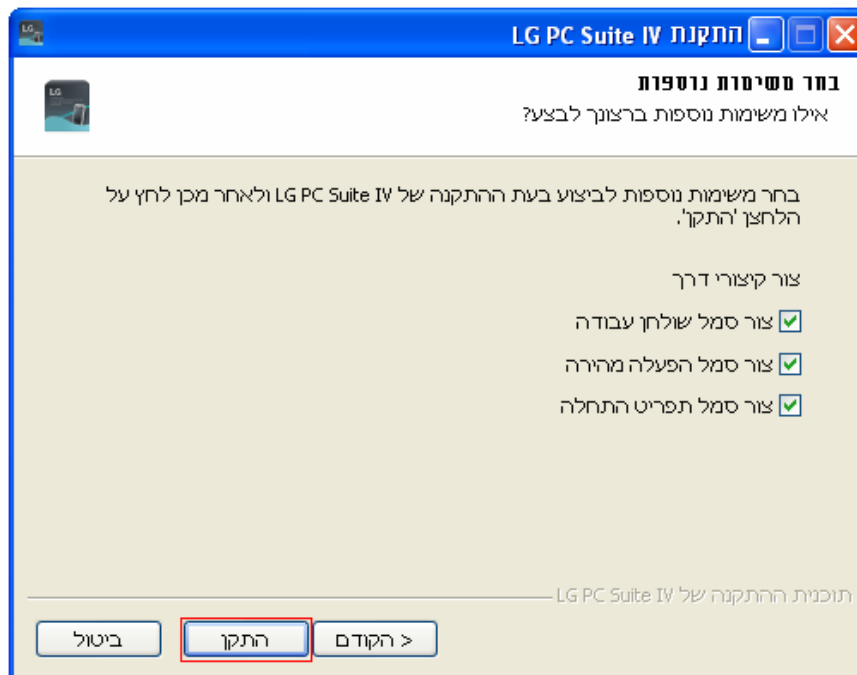 התקנת LG PC Suite IV
בחר משימות נוספות
אילו משימות נוספות ברצונך לבצע?
LG
בחר משימות נוספות לביצוע בעת ההתקנה של LG PC Suite IV ולאחר מכן לחץ על
הלחצן 'התקן'.
צור קיצורי דרך
צור סמל שולחן עבודה
צור סמל הפעלה מהירה
צור סמל תפריט התחלה
תוכנית ההתקנה של LG PC Suite IV
< הקודם
התקן
ביטול